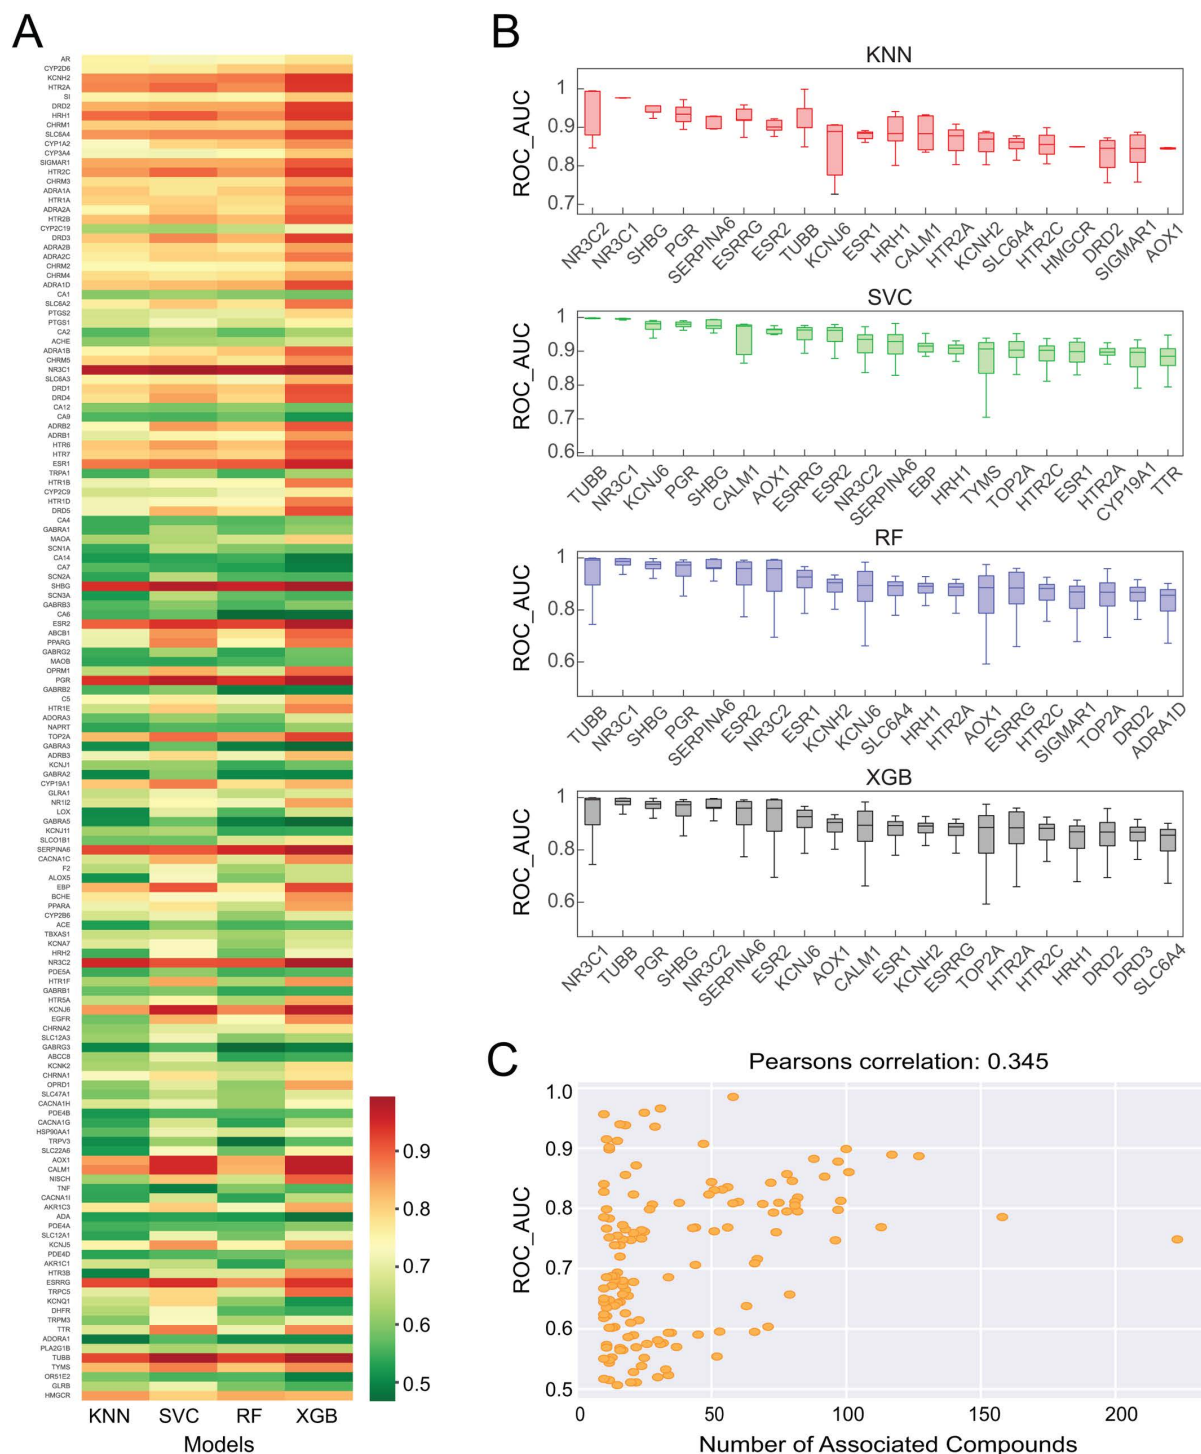 A
AR
CYP2D6
KCNH2
HTR2A
SI
DRD2
HRH1
CHRM1
SLC6A4
CYP1A2
CYP3A4
SIGMAR1
HTR2C
CHRM3
ADRA1A
HTR1A
ADRA2A
HTR2B
CYP2C19
DRD3
ADRA2B
ADRA2C
CHRM2
CHRM4
ADRA1D
CA1
SLC6A2
PTGS2
PTGS1
CA2
ACHE
ADRA1B
CHRM5
NR3C1
SLC6A3
DRD1
DRD4
CA12
CA9
ADRB2
ADRB1
HTR6
HTR7
ESR1
TRPA1
HTR1B
CYP2C9
HTR1D
DRD5
CA4
GABRA1
MAOA
SCN1A
CA14
CA7
SCN2A
SHBG
SCN3A
GABRB3
CA6
ESR2
ABCB1
PPARG
GABRG2
MAOB
OPRM1
PGR
GABRB2
C5
HTR1E
ADORA3
NAPRT
TOP2A
GABRA3
ADRB3
KCNJ1
GABRA2
CYP19A1
GLRA1
NR1I2
LOX
GABRA5
KCNJ11
SLCO1B1
SERPINA6
CACNA1C
F2
ALOX5
EBP
BCHE
PPARA
CYP2B6
ACE
TBXAS1
KCNA7
HRH2
NR3C2
PDE5A
HTR1F
GABRB1
HTR5A
KCNJ6
EGFR
CHRNA2
SLC12A3
GABRG3
ABCC8
KCNK2
CHRNA1
OPRD1
SLC47A1
CACNA1H
PDE4B
CACNA1G
HSP90AA1
TRPV3
SLC22A6
AOX1
CALM1
NISCH
TNF
CACNA1I
AKR1C3
ADA
PDE4A
SLC12A1
KCNJ5
PDE4D
AKR1C1
HTR3B
ESRRG
TRPC5
KCNQ1
DHFR
TRPM3
TTR
ADORA1
PLA2G1B
TUBB
TYMS
OR51E2
GLRB
HMGCR
KNN SVC RF XGB
Models
0.9
0.8
0.7
0.6
0.5
B
KNN
ROC_AUC
1
0.9
0.8
0.7
NR3C2 NR3C1 SHBG PGR SERPINA6 ESRRG ESR2 TUBB KCNJ6 ESR1 HRH1 CALM1 HTR2A KCNH2 SLC6A4 HTR2C HMGCR DRD2 SIGMAR1 AOX1
SVC
ROC_AUC
1
0.9
0.8
0.7
0.6
TUBB NR3C1 KCNJ6 PGR SHBG CALM1 AOX1 ESRRG ESR2 NR3C2 SERPINA6 EBP HRH1 TYMS TOP2A HTR2C ESR1 HTR2A CYP19A1 TTR
RF
ROC_AUC
1
0.8
0.6
TUBB NR3C1 SHBG PGR SERPINA6 ESR2 NR3C2 ESR1 KCNH2 KCNJ6 SLC6A4 HRH1 HTR2A AOX1 ESRRG HTR2C SIGMAR1 TOP2A DRD2 ADRA1D
XGB
ROC_AUC
1
0.8
0.6
NR3C1 TUBB PGR SHBG NR3C2 SERPINA6 ESR2 KCNJ6 AOX1 CALM1 ESR1 KCNH2 ESRRG TOP2A HTR2A HTR2C HRH1 DRD2 DRD3 SLC6A4
C
Pearsons correlation: 0.345
ROC_AUC
1.0
0.9
0.8
0.7
0.6
0.5
0 50 100 150 200
Number of Associated Compounds